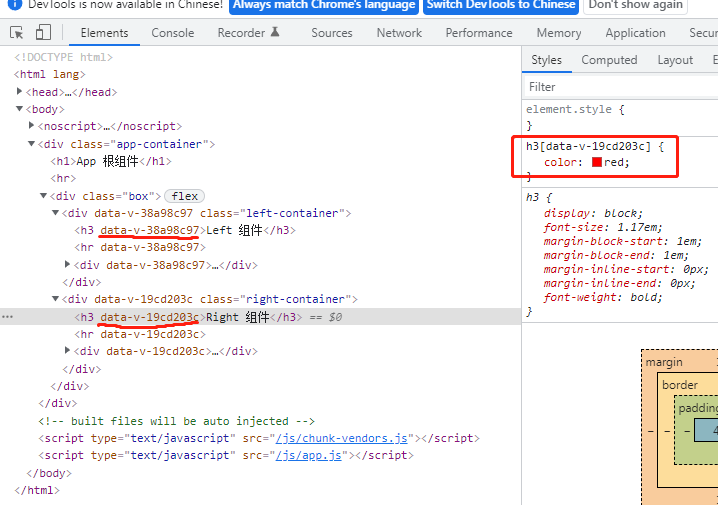 DevTools is now available in Chinese!
Always match Chrome's language
Switch DevTools to Chinese
Don't show again
Elements
Console
Recorder
Sources
Network
Performance
Memory
Application
<!DOCTYPE html>
<html lang>
<head>…</head>
<body>
<noscript>…</noscript>
<div class="app-container">
<h1>App 根组件</h1>
<hr>
<div class="box"> flex
<div data-v-38a98c97 class="left-container">
<h3 data-v-38a98c97>Left 组件</h3>
<hr data-v-38a98c97>
<div data-v-38a98c97>…</div>
</div>
<div data-v-19cd203c class="right-container">
… <h3 data-v-19cd203c>Right 组件</h3> == $0
<hr data-v-19cd203c>
<div data-v-19cd203c>…</div>
</div>
</div>
</div>
<!-- built files will be auto injected -->
<script type="text/javascript" src="/js/chunk-vendors.js"></script>
<script type="text/javascript" src="/js/app.js"></script>
</body>
</html>
Styles
Computed
Layout
Filter
element.style {
}
h3[data-v-19cd203c] {
color: red;
}
h3 {
display: block;
font-size: 1.17em;
margin-block-start: 1em;
margin-block-end: 1em;
margin-inline-start: 0px;
margin-inline-end: 0px;
font-weight: bold;
}
margin
border
padding
– – –